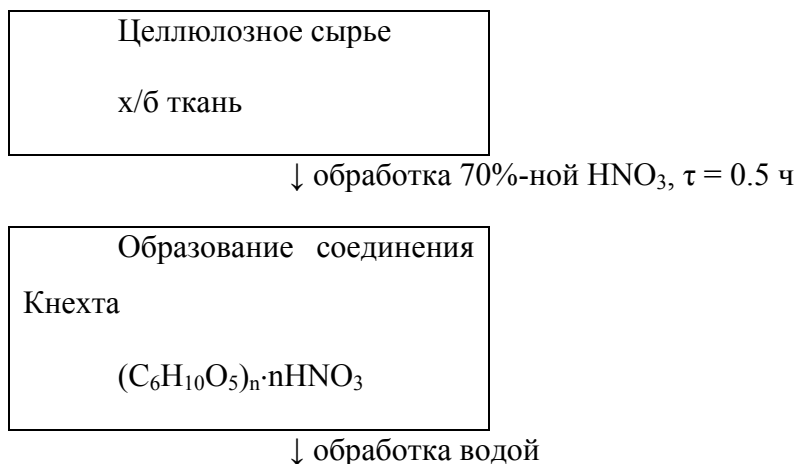 Целлюлозное сырье
х/б ткань
↓ обработка 70%-ной HNO₃, τ = 0.5 ч
Образование соединения
Кнехта
(C₆H₁₀O₅)ₙ·nHNO₃
↓ обработка водой